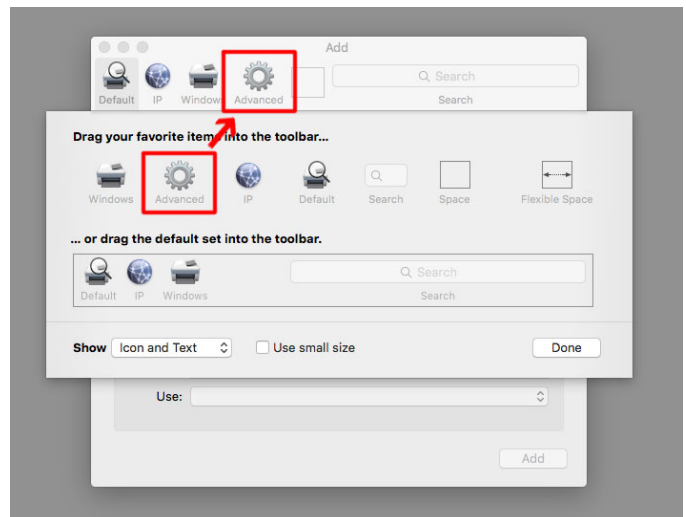 Add
Search
Default IP Window Advanced Search
Drag your favorite items into the toolbar...
Search
Windows Advanced IP Default Search Space Flexible Space
... or drag the default set into the toolbar.
Search
Default IP Windows Search
Show Icon and Text Use small size Done
Use:
Add